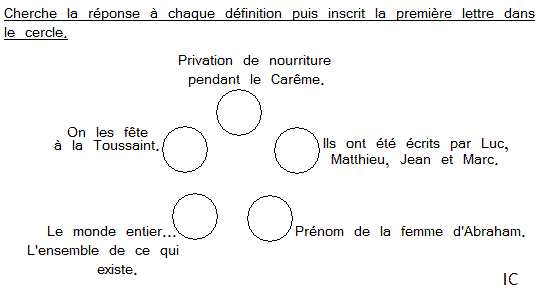 Cherche la réponse à chaque définition puis inscrit la première lettre dans
le cercle.
Privation de nourriture
pendant le Carême.
On les fête
à la Toussaint.
Ils ont été écrits par Luc,
Matthieu, Jean et Marc.
Le monde entier...
L'ensemble de ce qui
existe.
Prénom de la femme d'Abraham.
IC